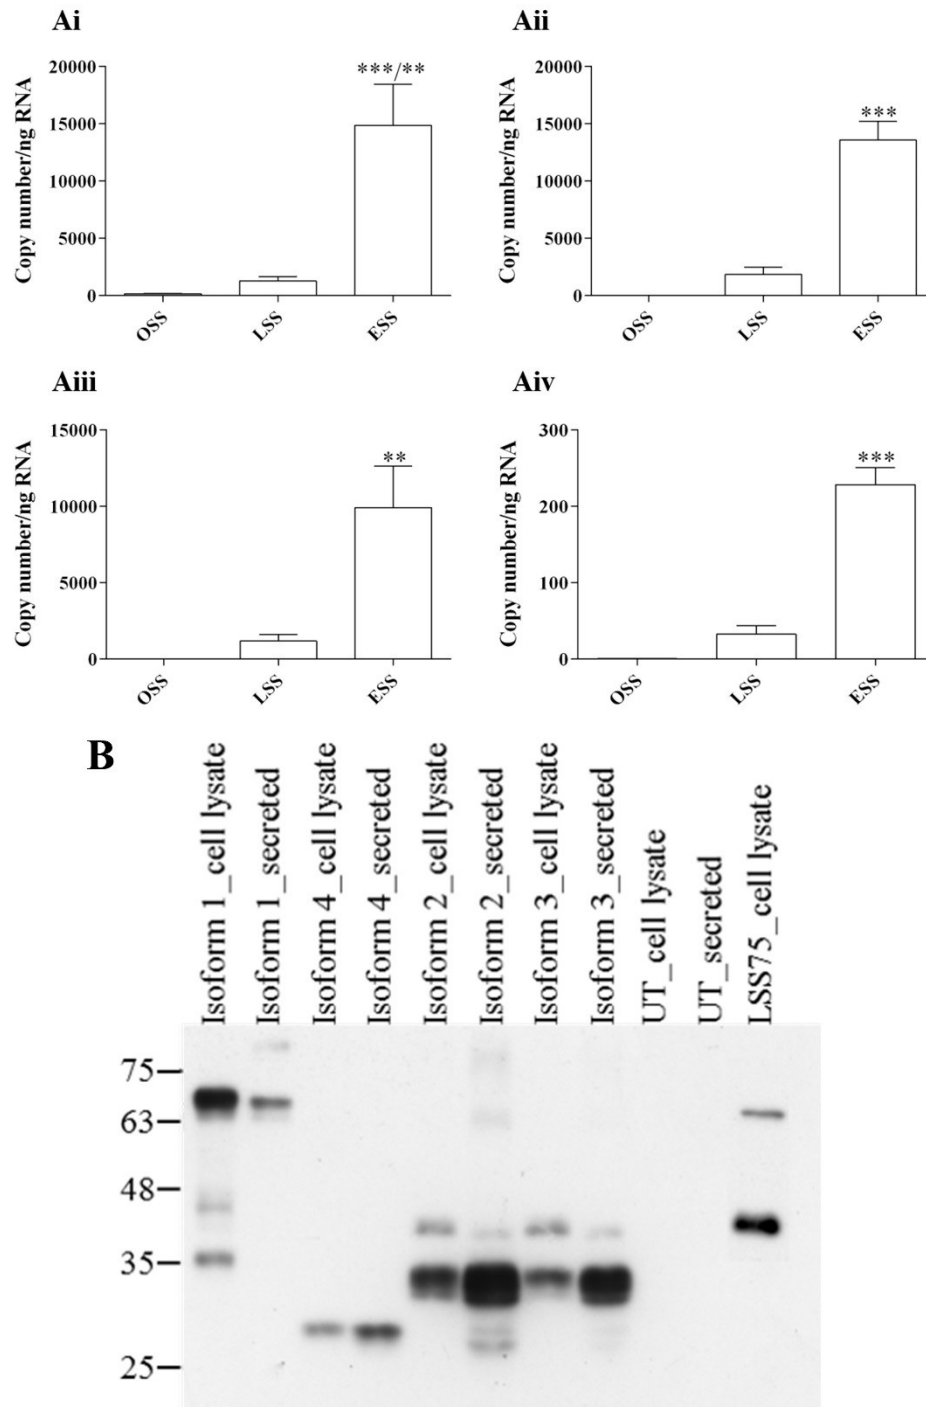 Ai
Copy number/ng RNA
20000
15000
10000
5000
0
***/**
OSS
LSS
ESS
Aii
Copy number/ng RNA
20000
15000
10000
5000
0
***
OSS
LSS
ESS
Aiii
Copy number/ng RNA
15000
10000
5000
0
**
OSS
LSS
ESS
Aiv
Copy number/ng RNA
300
200
100
0
***
OSS
LSS
ESS
B
Isoform 1_cell lysate
Isoform 1_secreted
Isoform 4_cell lysate
Isoform 4_secreted
Isoform 2_cell lysate
Isoform 2_secreted
Isoform 3_cell lysate
Isoform 3_secreted
UT_cell lysate
UT_secreted
LSS75_cell lysate
75
63
48
35
25